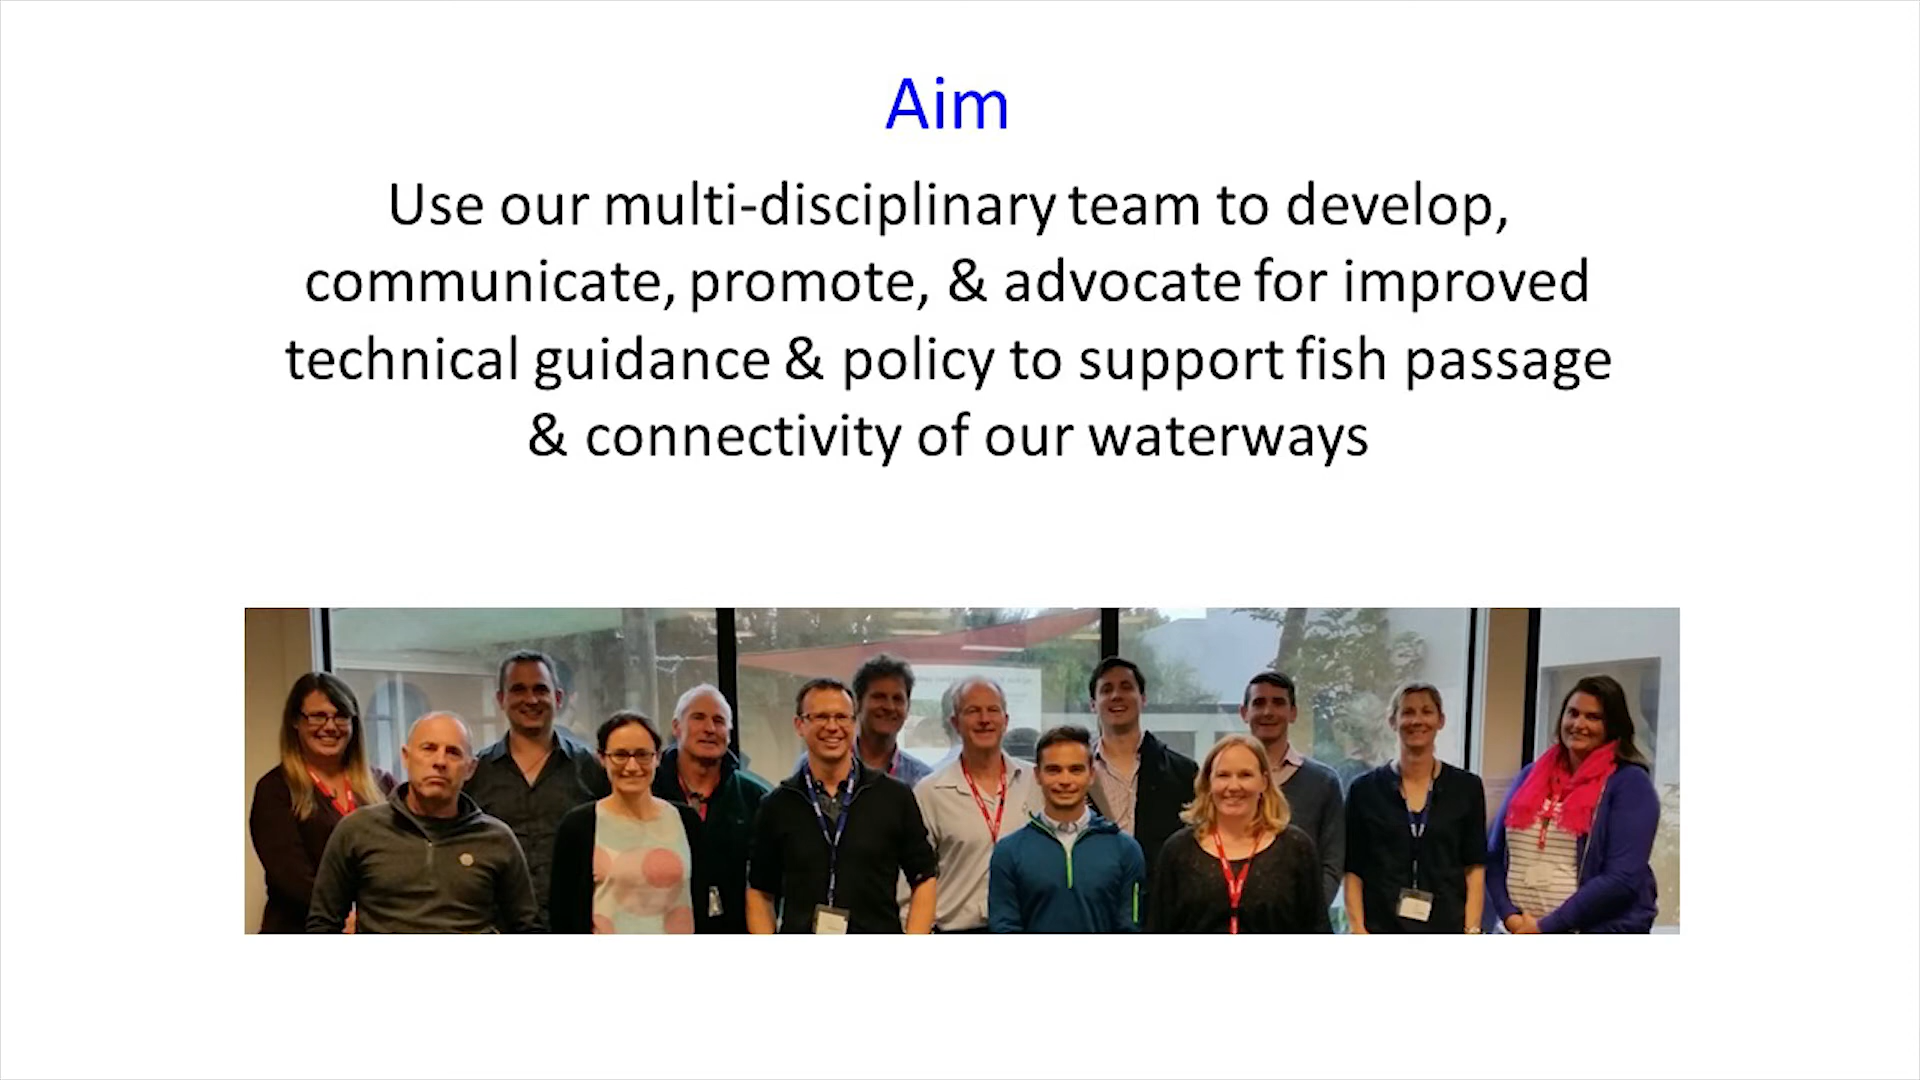 Aim
Use our multi-disciplinary team to develop,
communicate, promote, & advocate for improved
technical guidance & policy to support fish passage
& connectivity of our waterways